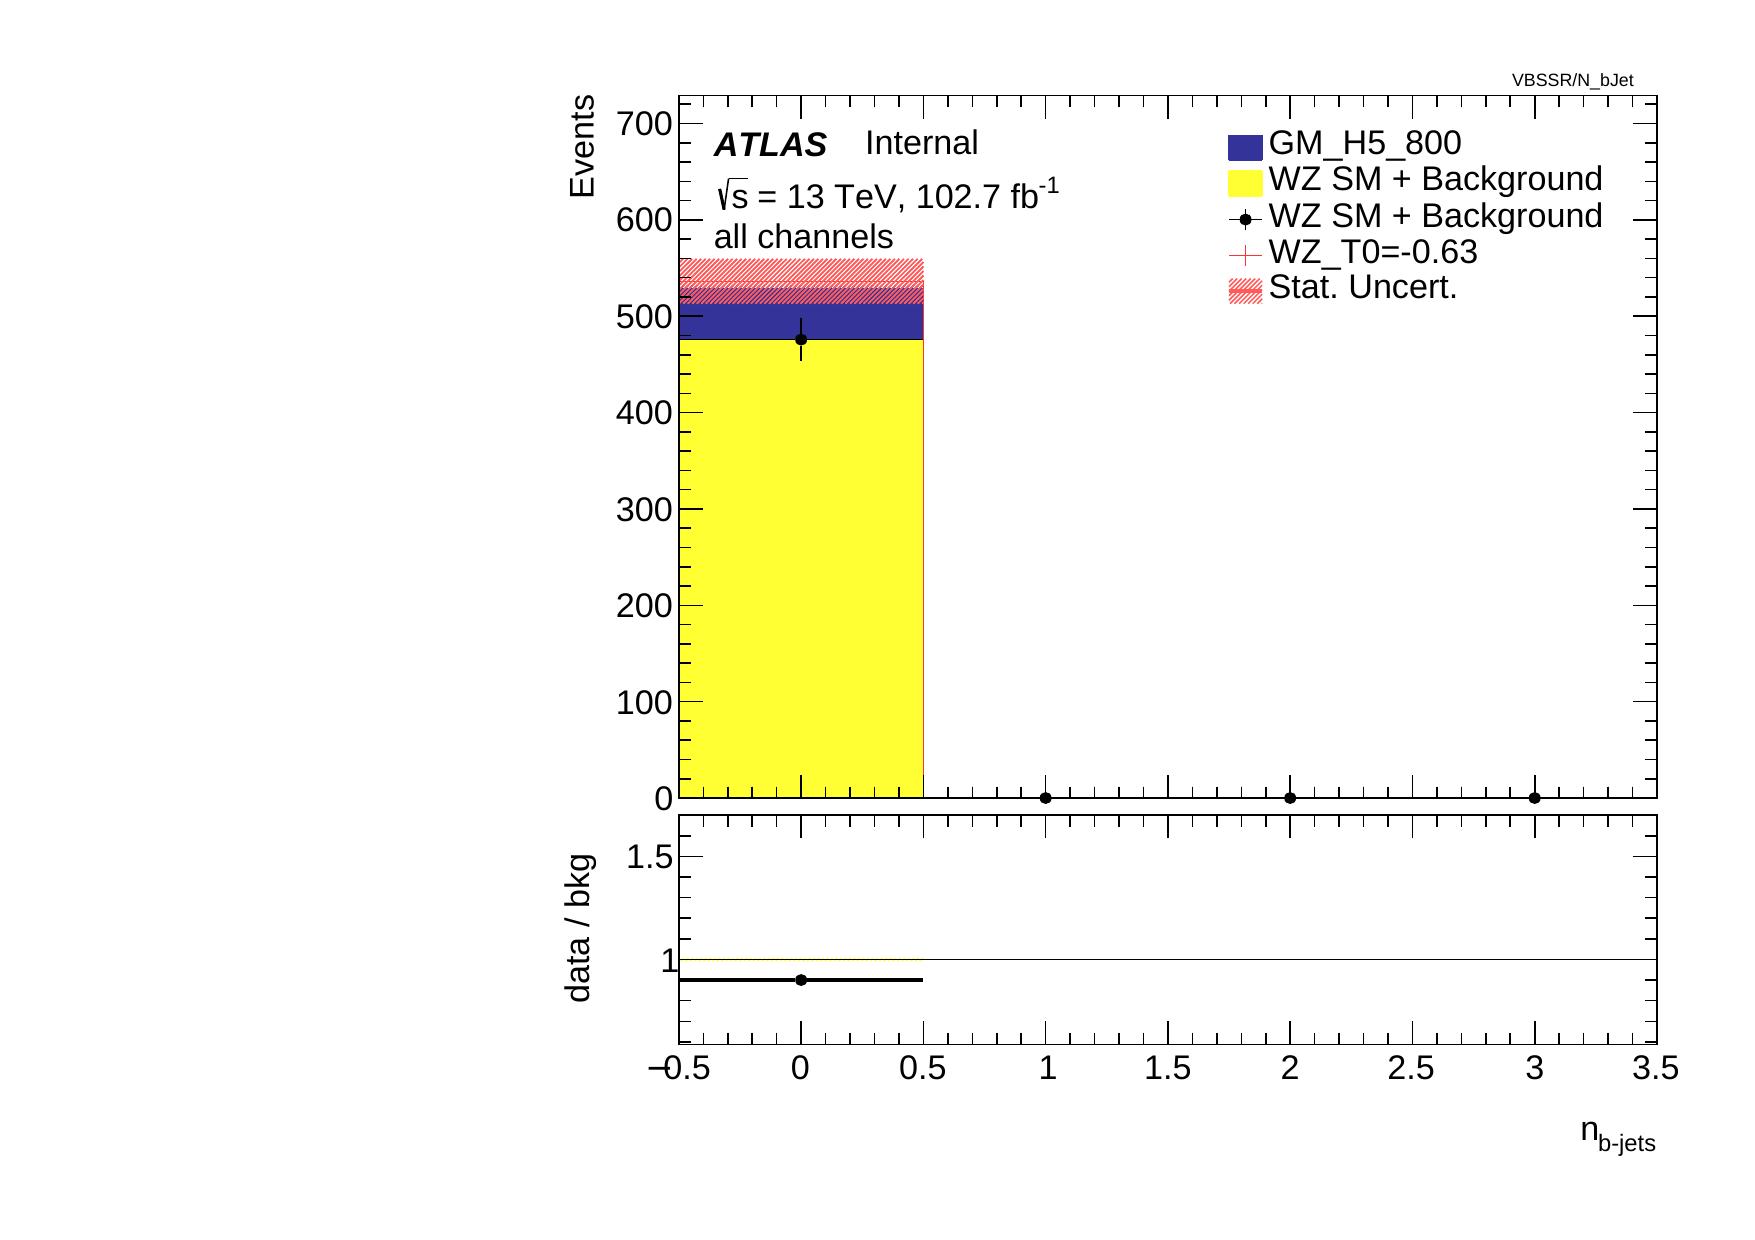 VBSSR/N_bJet
Events
700
600
500
400
300
200
100
0
ATLAS Internal
√s = 13 TeV, 102.7 fb-1
all channels
GM_H5_800
WZ SM + Background
WZ SM + Background
WZ_T0=-0.63
Stat. Uncert.
data / bkg
1.5
1
−0.5 0 0.5 1 1.5 2 2.5 3 3.5
nb-jets